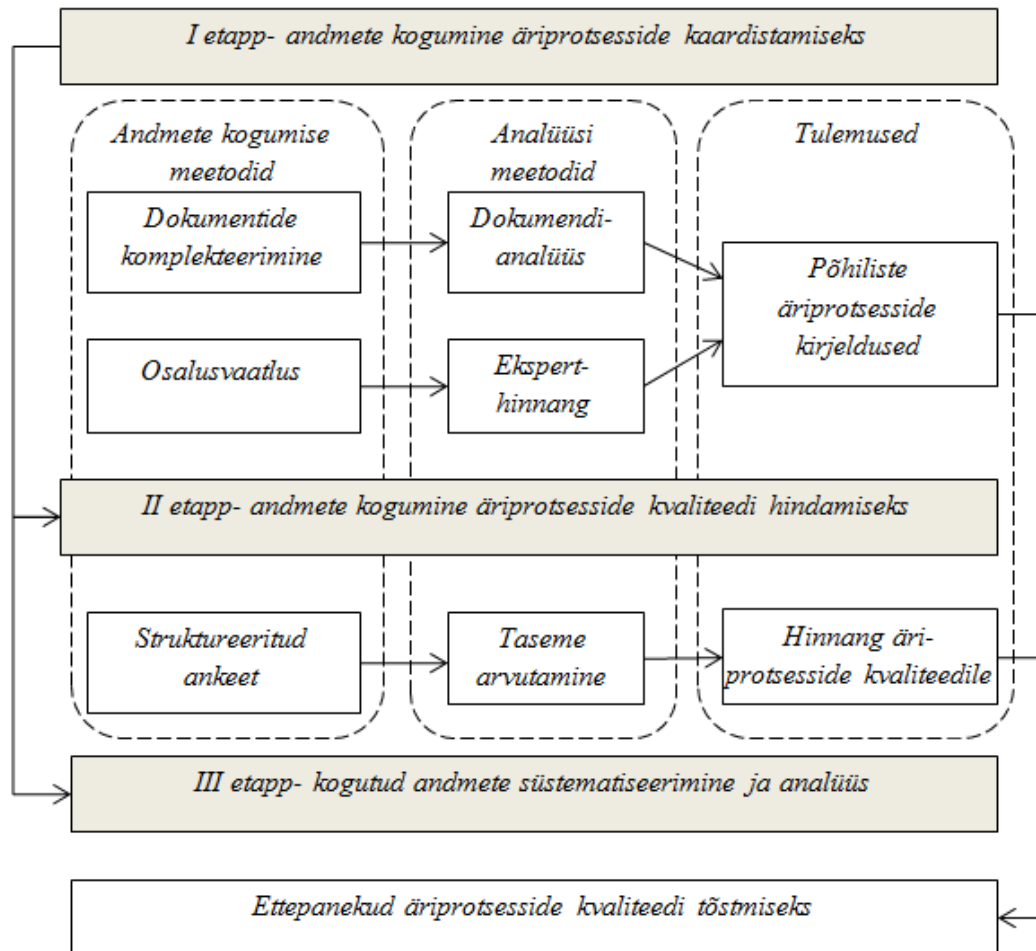 I etapp- andmete kogumine äriprotsesside kaardistamiseks
Andmete kogumise
meetodid
Analüüsi
meetodid
Tulemused
Dokumentide
komplekteerimine
Dokumendi-
analüüs
Põhiliste
äriprotsesside
kirjeldused
Osalusvaatlus
Ekspert-
hinnang
II etapp- andmete kogumine äriprotsesside kvaliteedi hindamiseks
Struktureeritud
ankeet
Taseme
arvutamine
Hinnang äri-
protsesside kvaliteedile
III etapp- kogutud andmete süstematiseerimine ja analüüs
Ettepanekud äriprotsesside kvaliteedi tõstmiseks